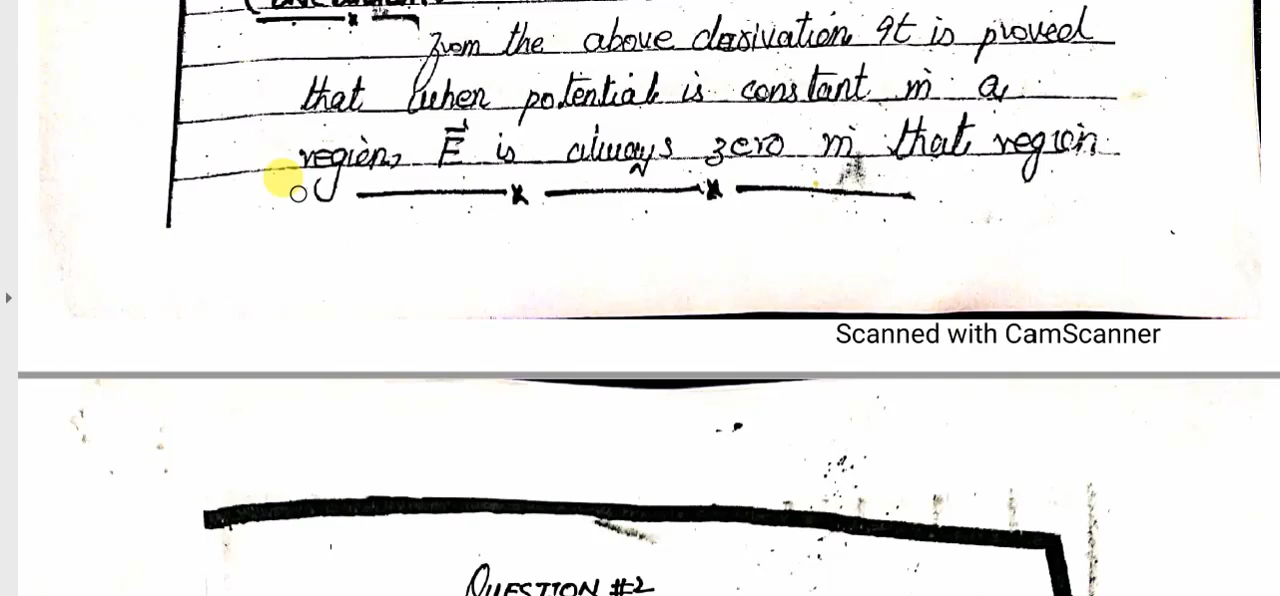 From the above derivation, It is proved
that when potential is constant in a
region, E⃗ is always zero in that region
Scanned with CamScanner
QUESTION #2